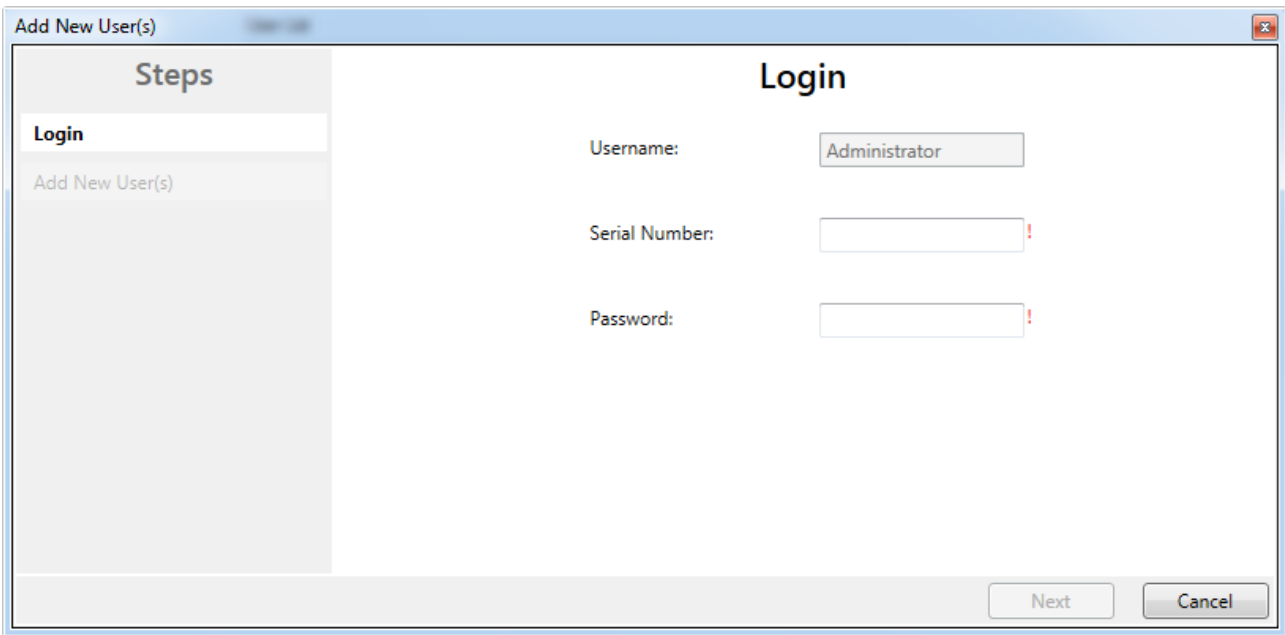 Add New User(s)
Steps
Login
Login
Add New User(s)
Username: Administrator
Serial Number: !
Password: !
Next Cancel